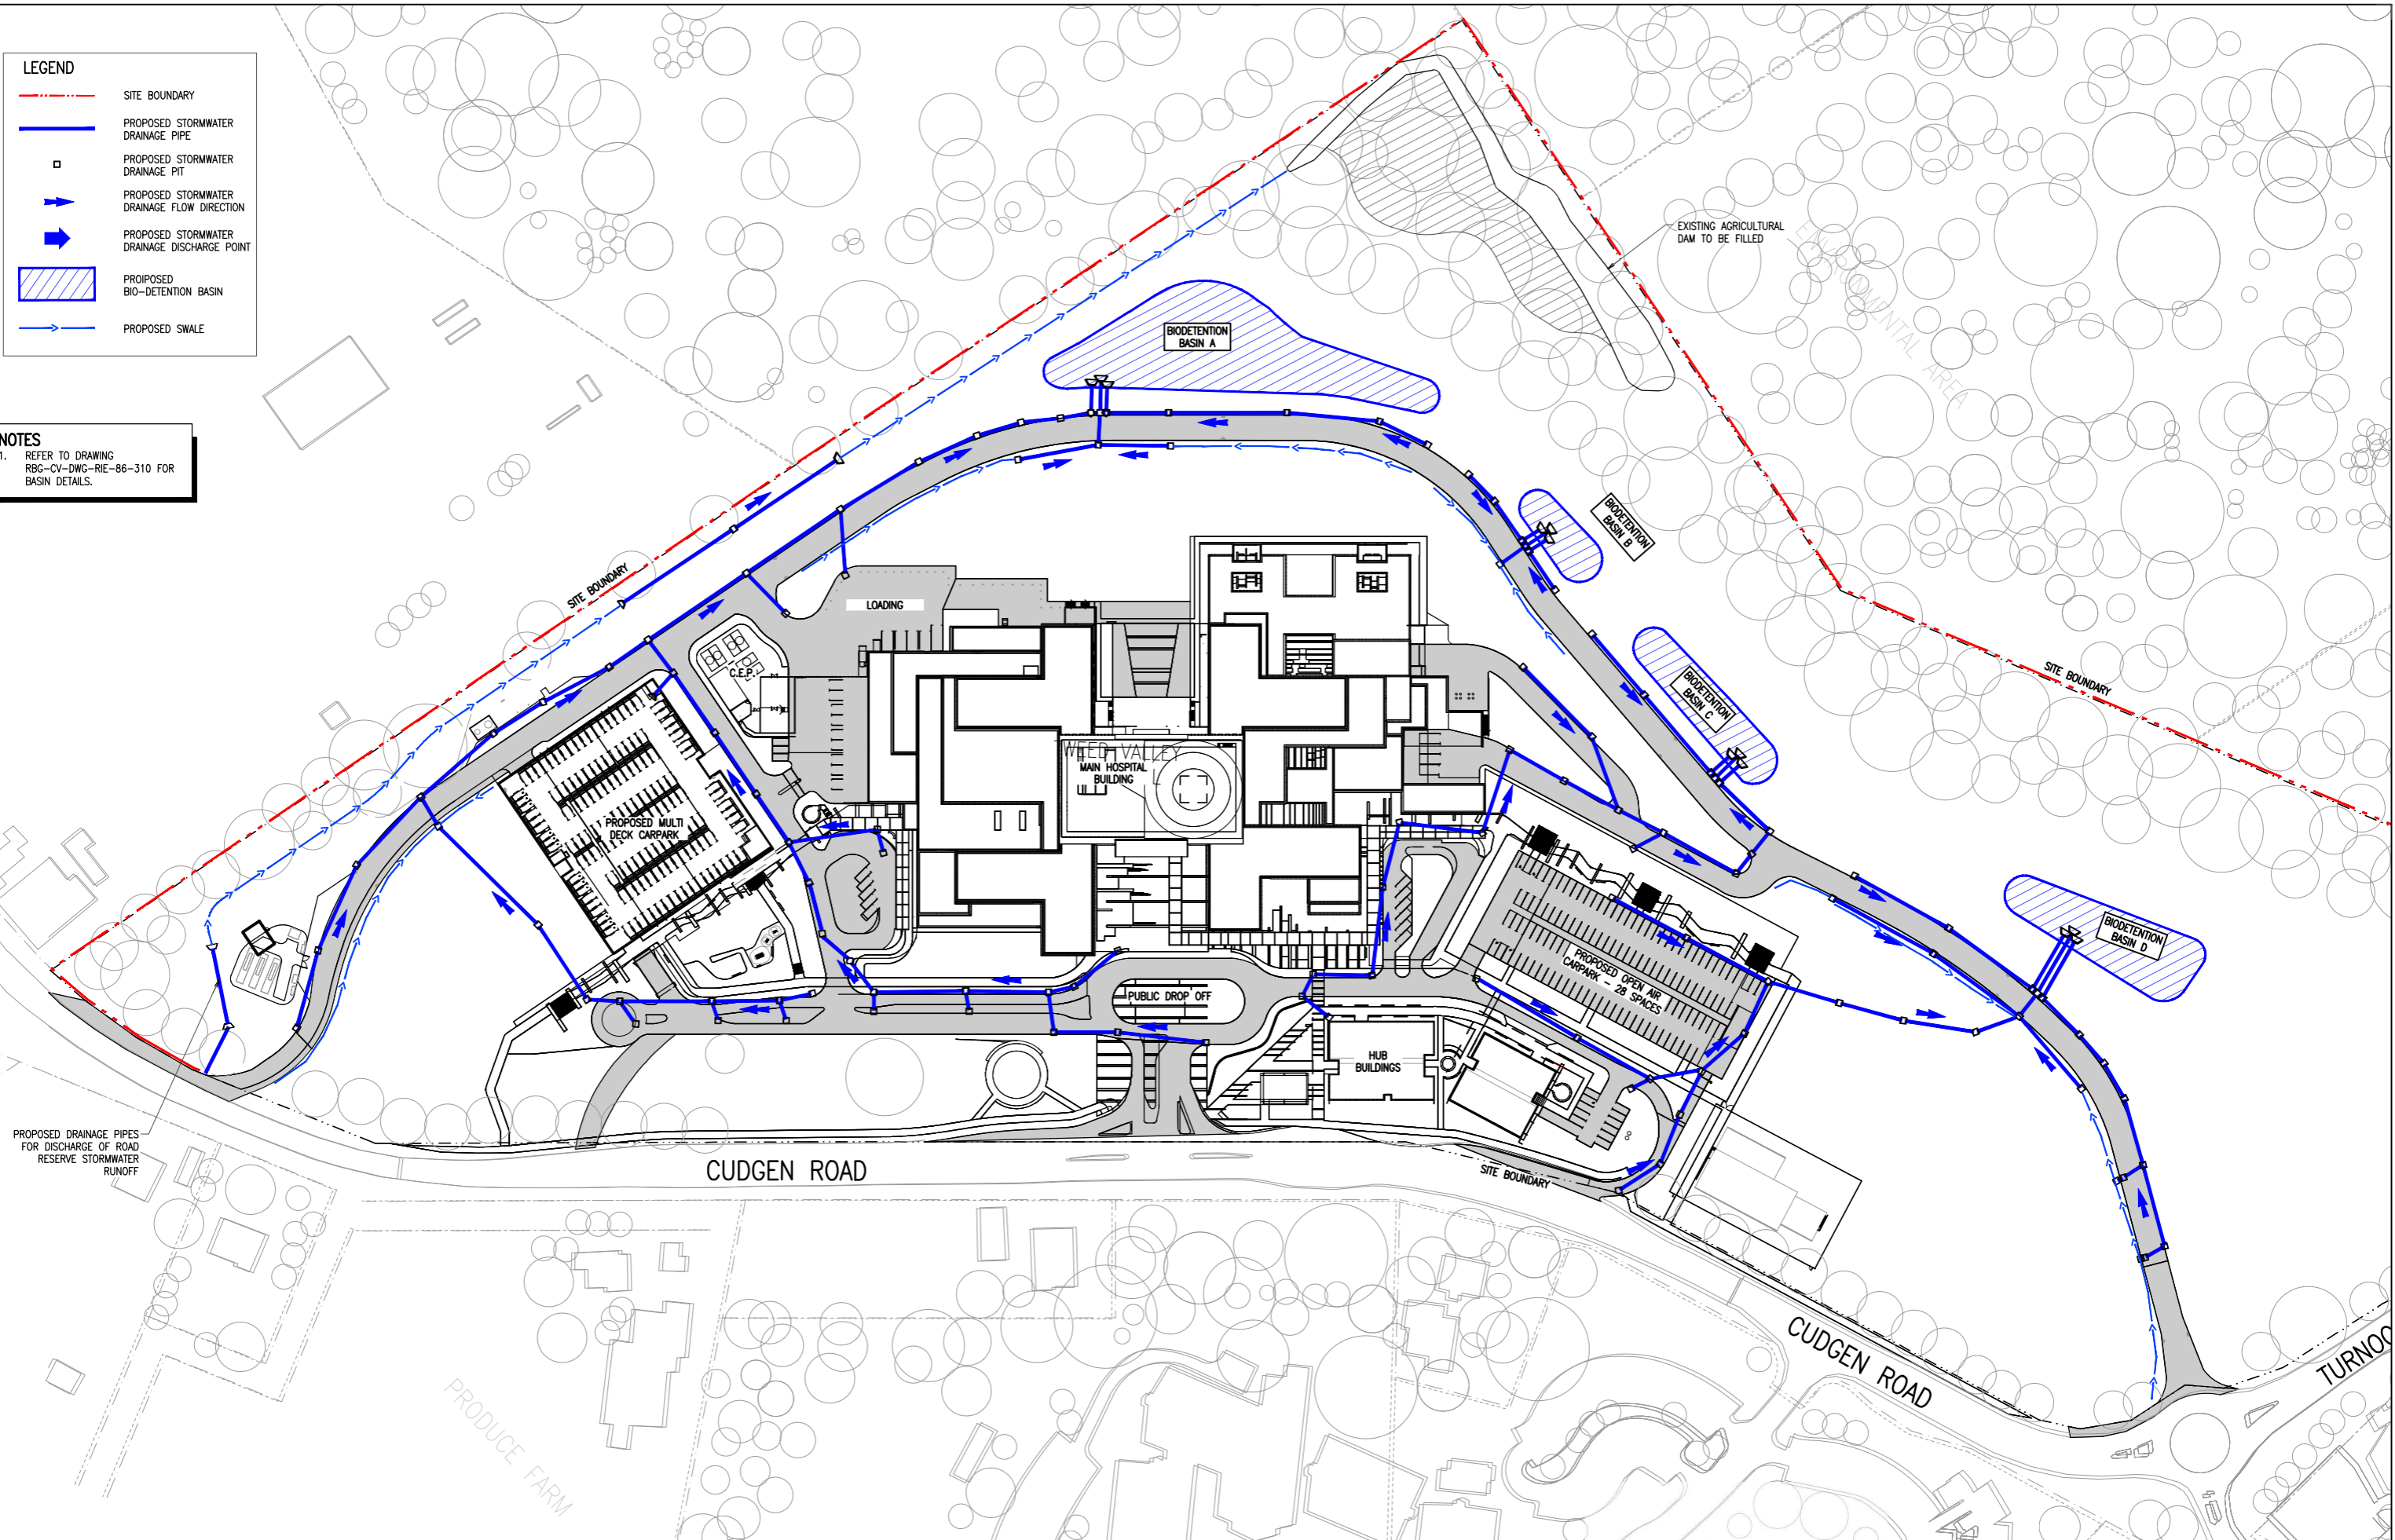 LEGEND
SITE BOUNDARY
PROPOSED STORMWATER
DRAINAGE PIPE
PROPOSED STORMWATER
DRAINAGE PIT
PROPOSED STORMWATER
DRAINAGE FLOW DIRECTION
PROPOSED STORMWATER
DRAINAGE DISCHARGE POINT
PROIPOSED
BIO-DETENTION BASIN
PROPOSED SWALE
NOTES
1. REFER TO DRAWING
RBG-CV-DWG-RIE-86-310 FOR
BASIN DETAILS.
EXISTING AGRICULTURAL
DAM TO BE FILLED
ENVIRONMENTAL AREA
BIODETENTION
BASIN A
BIODETENTION
BASIN B
SITE BOUNDARY
LOADING
C.E.P.
BIODETENTION
BASIN C
SITE BOUNDARY
WEED VALLEY
MAIN HOSPITAL
BUILDING
PROPOSED MULTI
DECK CARPARK
BIODETENTION
BASIN D
PROPOSED OPEN AIR
CARPARK - 28 SPACES
PUBLIC DROP OFF
HUB
BUILDINGS
PROPOSED DRAINAGE PIPES
FOR DISCHARGE OF ROAD
RESERVE STORMWATER
RUNOFF
CUDGEN ROAD
SITE BOUNDARY
CUDGEN ROAD
TURNOC
PRODUCE FARM